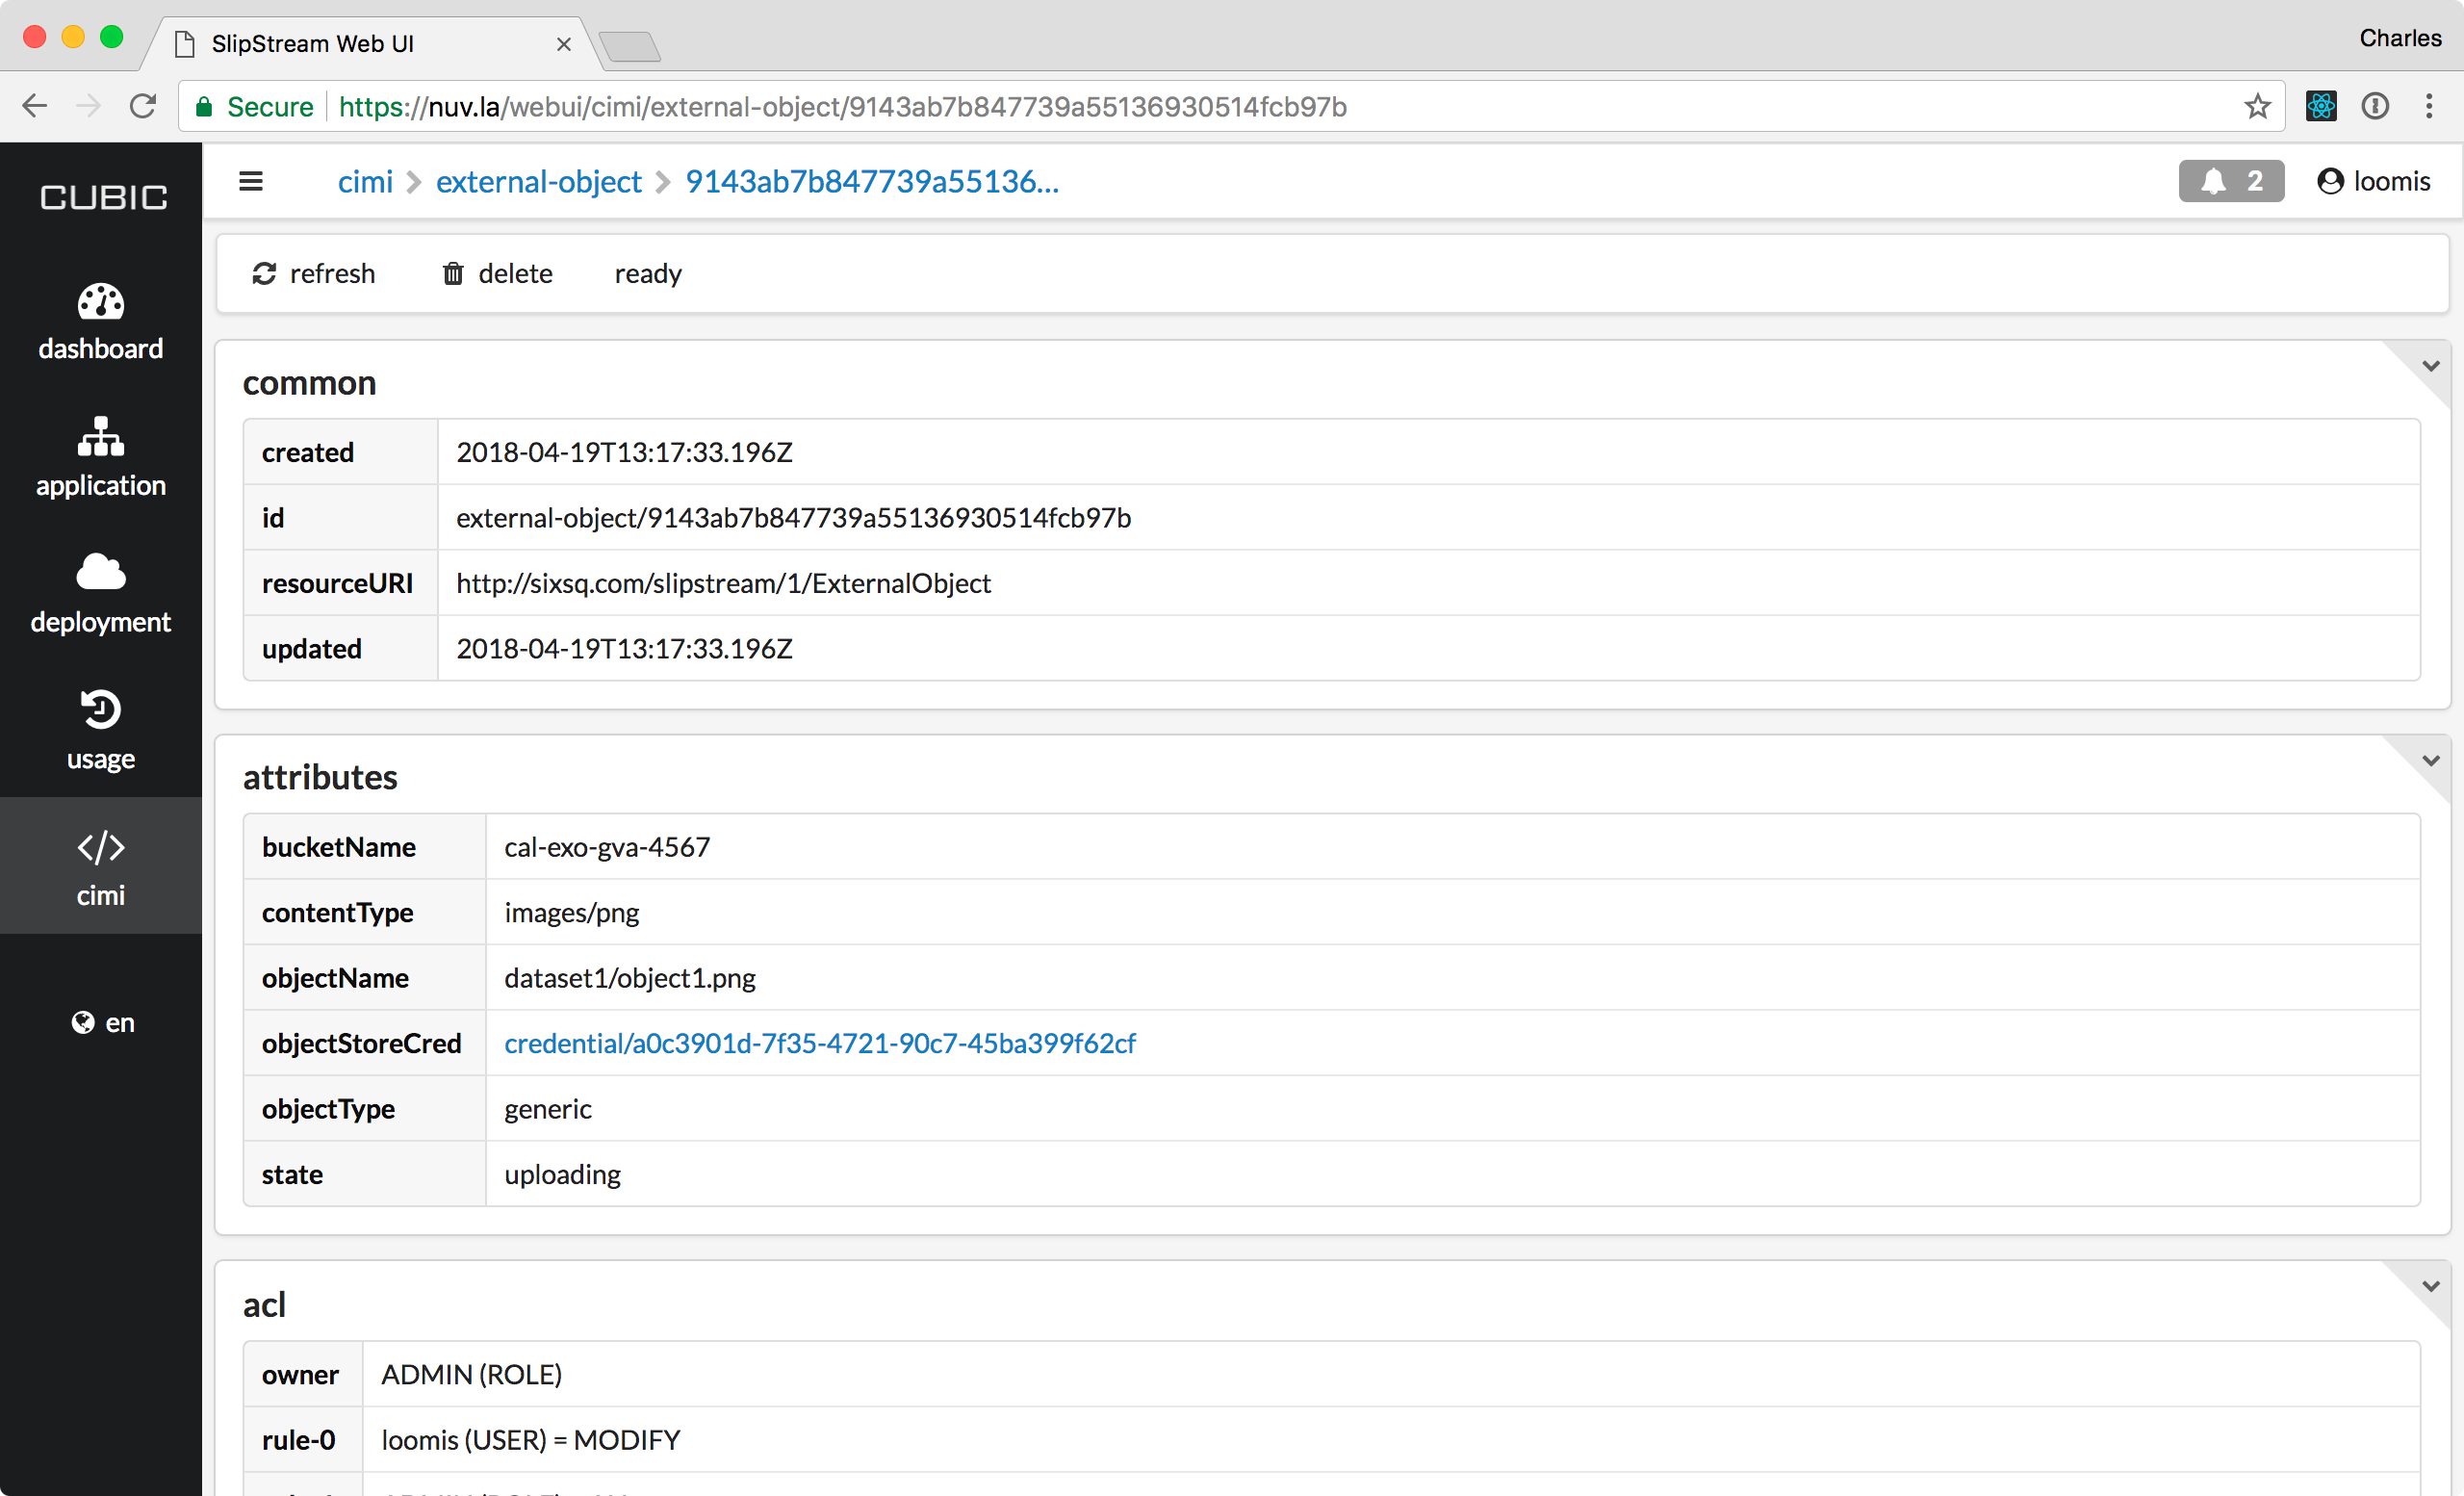 SlipStream Web UI
Charles
Secure https://nuv.la/webui/cimi/external-object/9143ab7b847739a55136930514fcb97b
CUBIC
cimi external-object 9143ab7b847739a55136...
2 loomis
refresh delete ready
dashboard
application
deployment
usage
cimi
en
common
created 2018-04-19T13:17:33.196Z
id external-object/9143ab7b847739a55136930514fcb97b
resourceURI http://sixsq.com/slipstream/1/ExternalObject
updated 2018-04-19T13:17:33.196Z
attributes
bucketName cal-exo-gva-4567
contentType images/png
objectName dataset1/object1.png
objectStoreCred credential/a0c3901d-7f35-4721-90c7-45ba399f62cf
objectType generic
state uploading
acl
owner ADMIN (ROLE)
rule-0 loomis (USER) = MODIFY